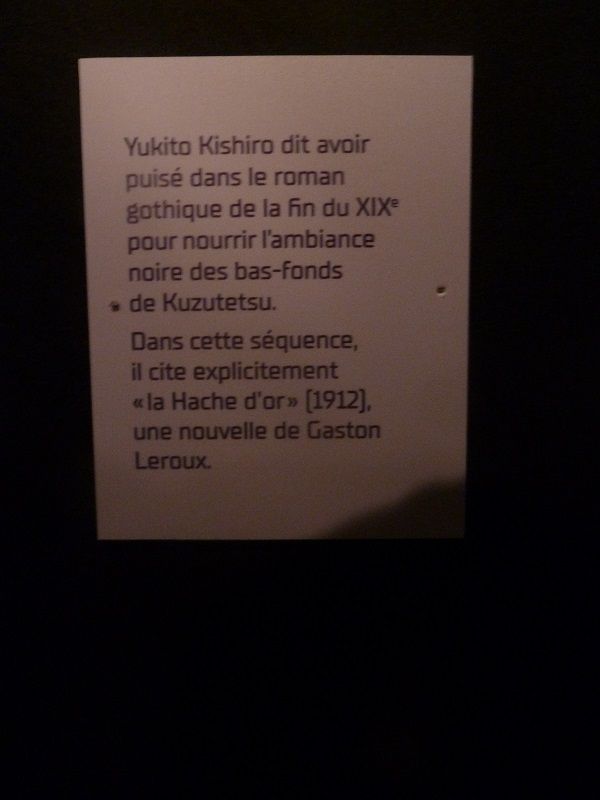 Yukito Kishiro dit avoir
puisé dans le roman
gothique de la fin du XIXe
pour nourrir l'ambiance
noire des bas-fonds
de Kuzutetsu.
Dans cette séquence,
il cite explicitement
«la Hache d'or» [1912],
une nouvelle de Gaston
Leroux.